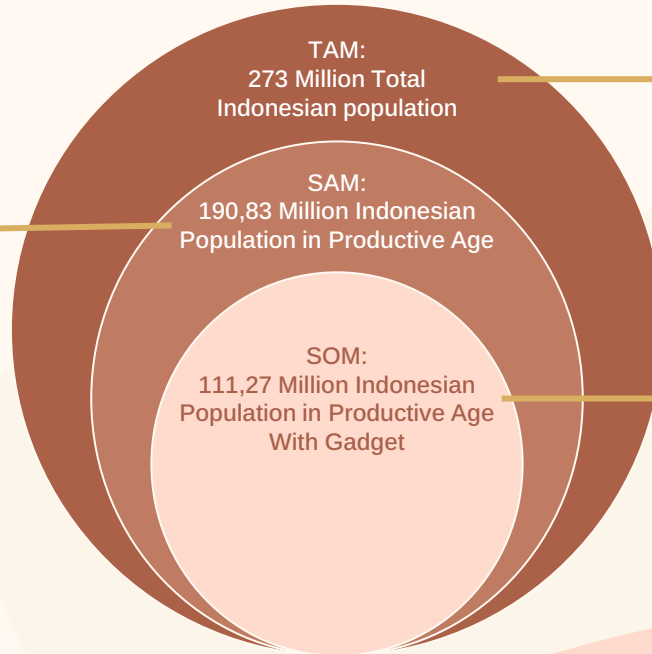 TAM:
273 Million Total
Indonesian population
SAM:
190,83 Million Indonesian
Population in Productive Age
SOM:
111,27 Million Indonesian
Population in Productive Age
With Gadget